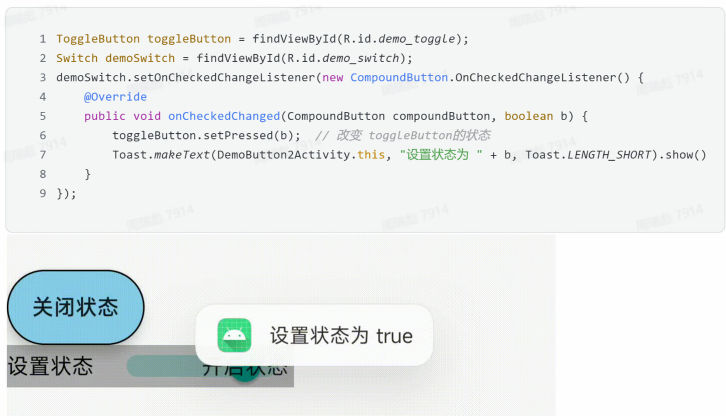 1 ToggleButton toggleButton = findViewById(R.id.demo_toggle);
2 Switch demoSwitch = findViewById(R.id.demo_switch);
3 demoSwitch.setOnCheckedChangeListener(new CompoundButton.OnCheckedChangeListener() {
4 @Override
5 public void onCheckedChanged(CompoundButton compoundButton, boolean b) {
6 toggleButton.setPressed(b); // 改变 toggleButton的状态
7 Toast.makeText(DemoButton2Activity.this, "设置状态为 " + b, Toast.LENGTH_SHORT).show()
8 }
9 });
关闭状态
设置状态为 true
设置状态
开启状态